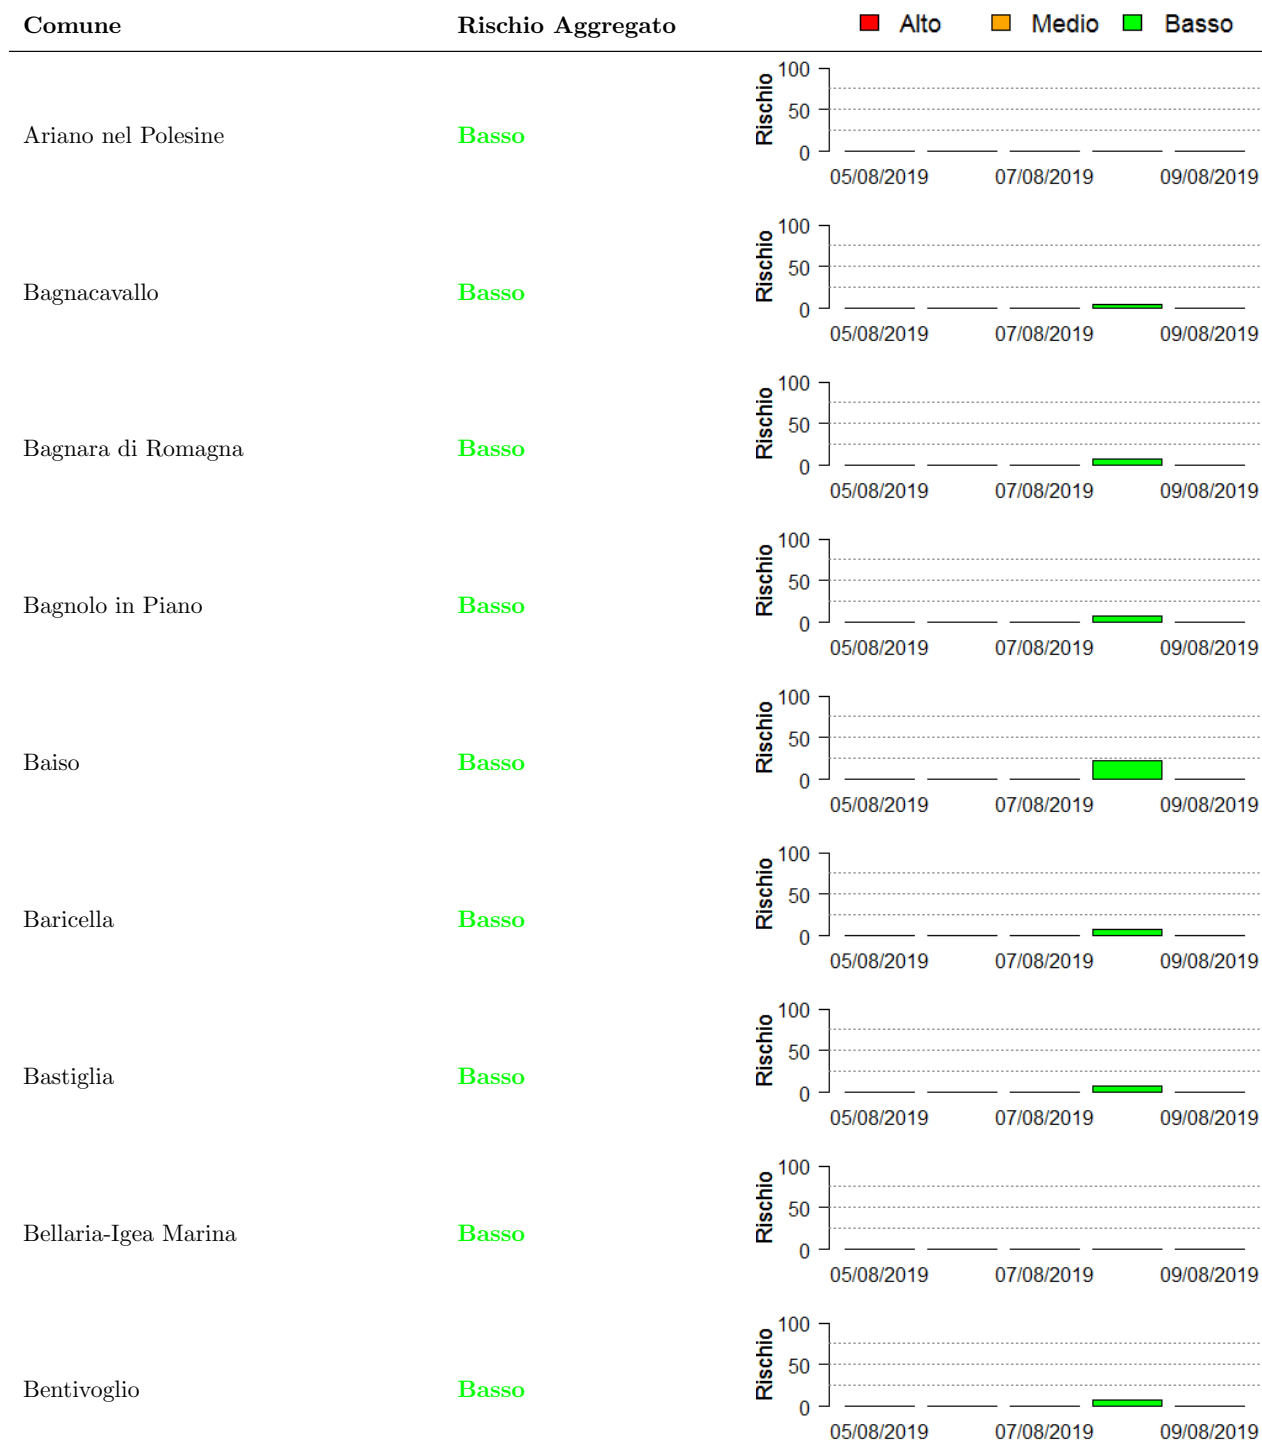 Comune Rischio Aggregato Alto Medio Basso
100
50
0
Rischio
Ariano nel Polesine Basso
05/08/2019 07/08/2019 09/08/2019
100
50
0
Rischio
Bagnacavallo Basso
05/08/2019 07/08/2019 09/08/2019
100
50
0
Rischio
Bagnara di Romagna Basso
05/08/2019 07/08/2019 09/08/2019
100
50
0
Rischio
Bagnolo in Piano Basso
05/08/2019 07/08/2019 09/08/2019
100
50
0
Rischio
Baiso Basso
05/08/2019 07/08/2019 09/08/2019
100
50
0
Rischio
Baricella Basso
05/08/2019 07/08/2019 09/08/2019
100
50
0
Rischio
Bastiglia Basso
05/08/2019 07/08/2019 09/08/2019
100
50
0
Rischio
Bellaria-Igea Marina Basso
05/08/2019 07/08/2019 09/08/2019
100
50
0
Rischio
Bentivoglio Basso
05/08/2019 07/08/2019 09/08/2019